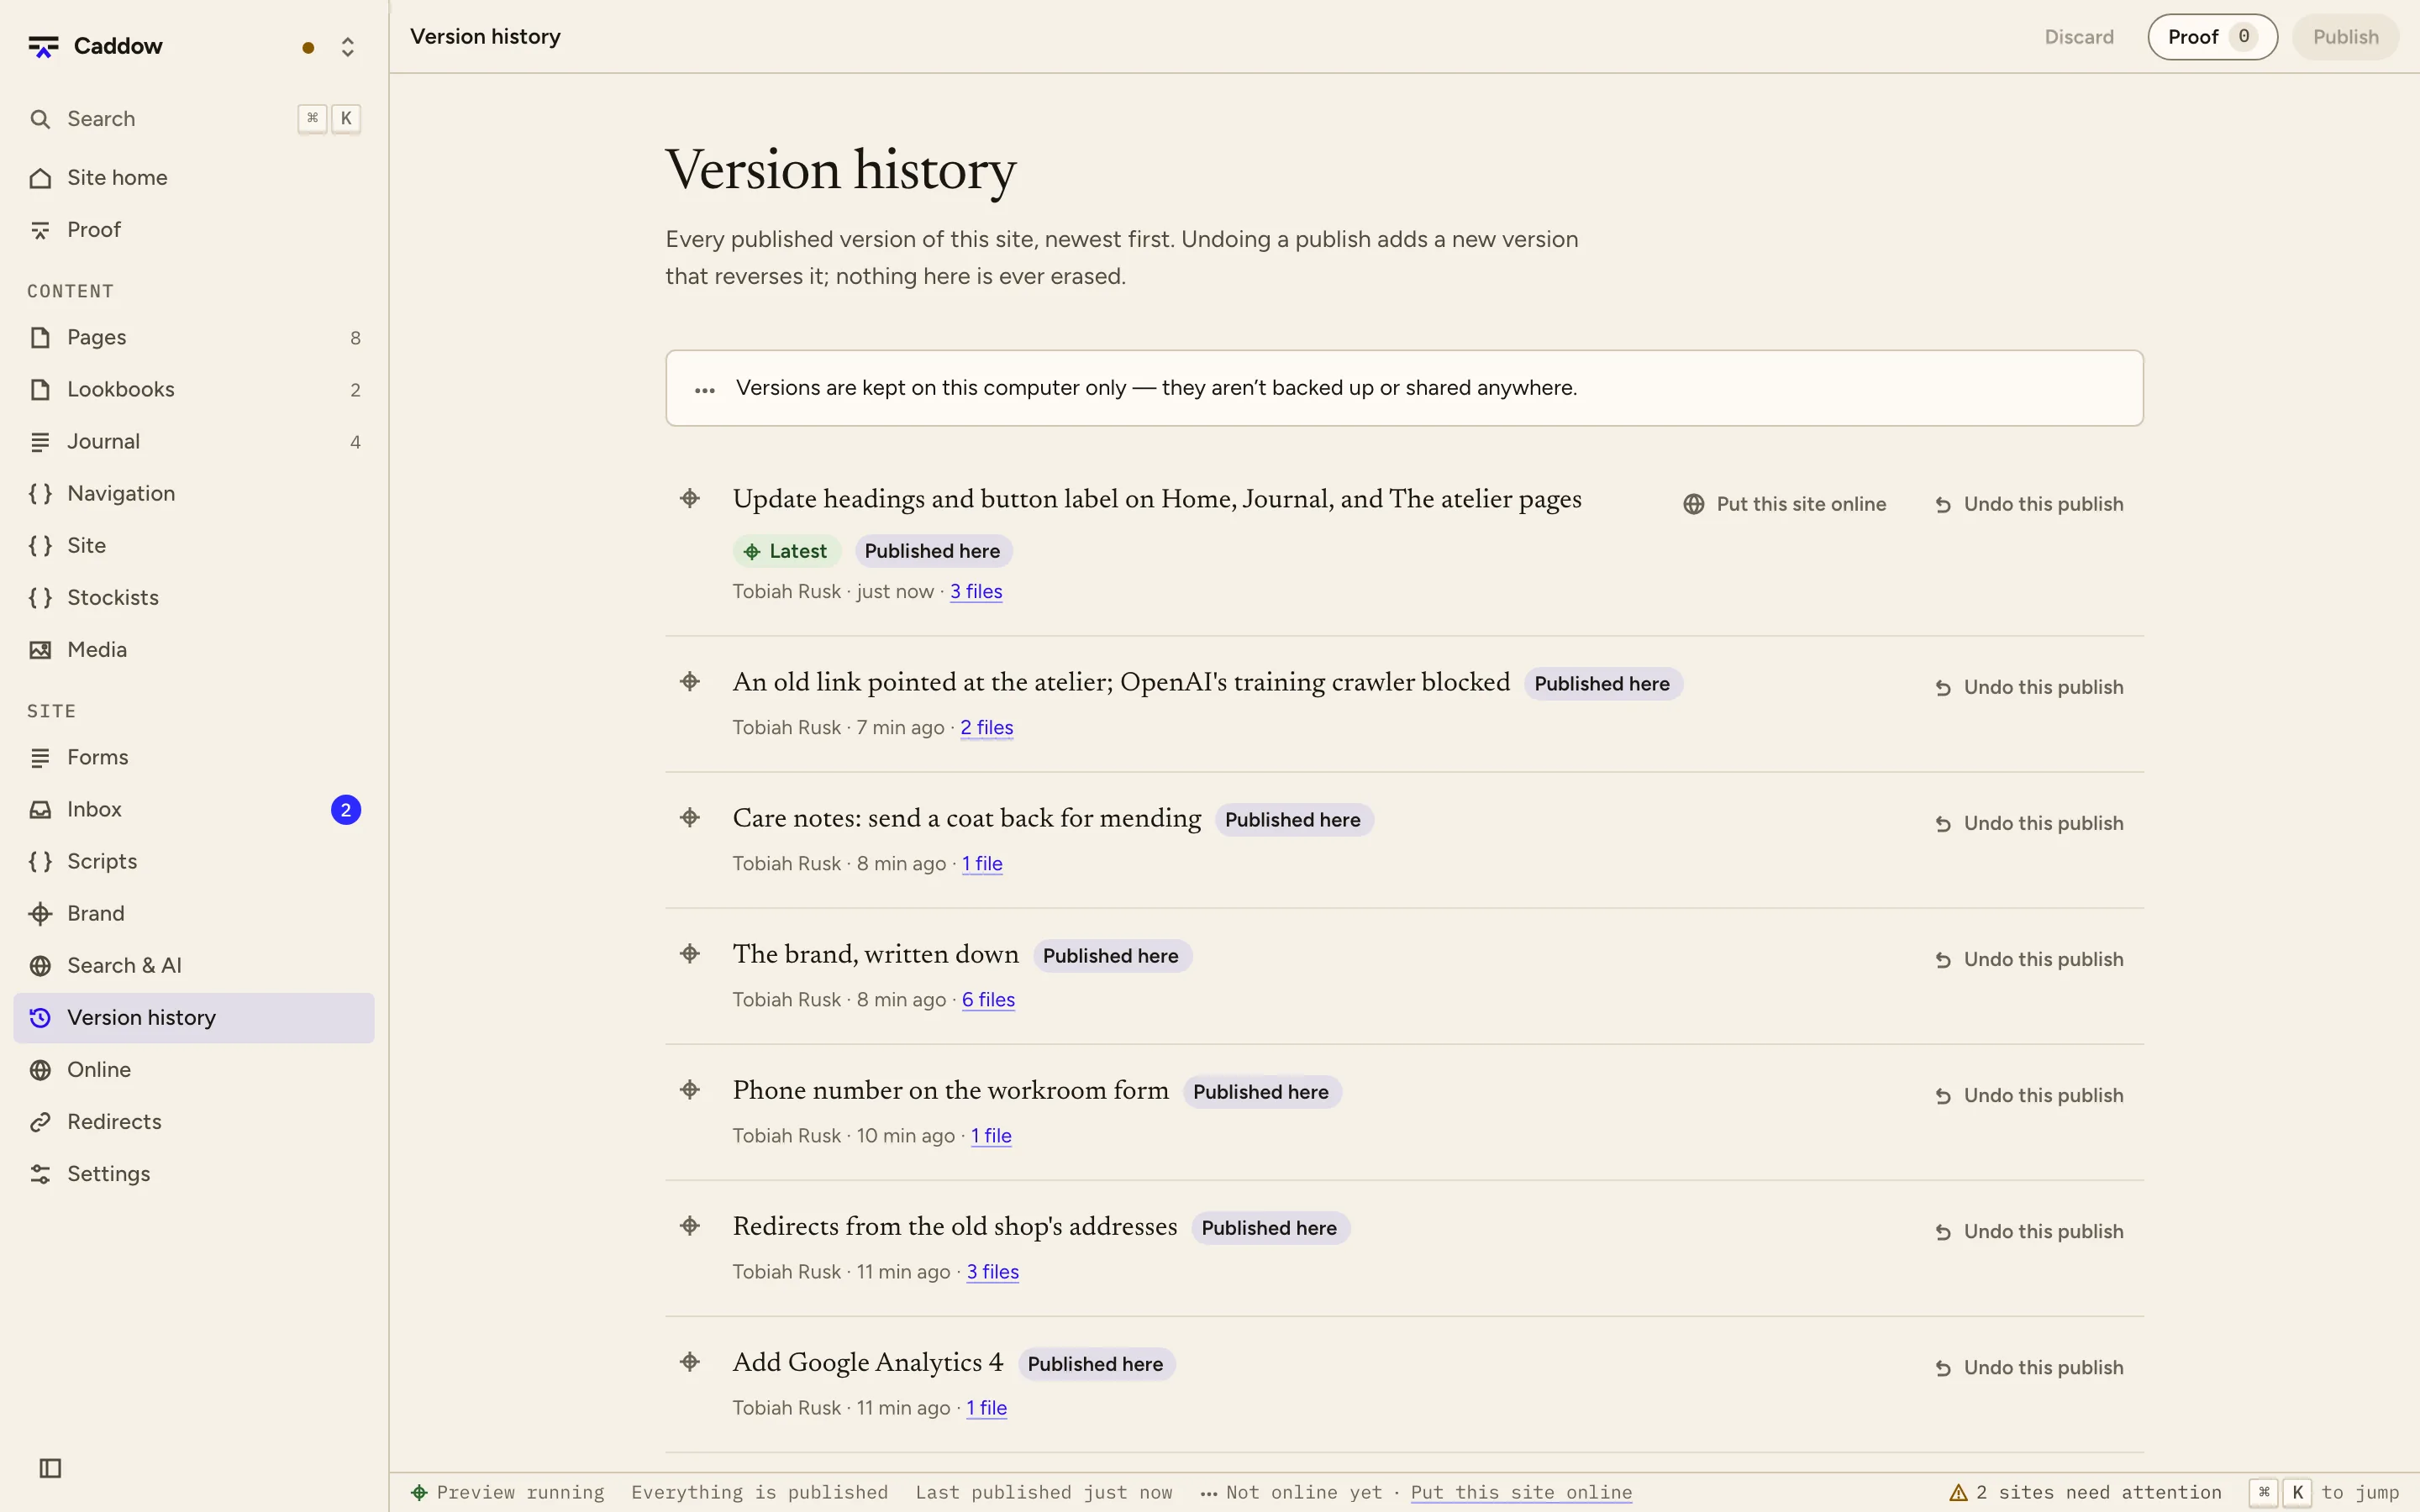 Caddow
Search
⌘ K
Site home
Proof
CONTENT
Pages 8
Lookbooks 2
Journal 4
Navigation
Site
Stockists
Media
SITE
Forms
Inbox 2
Scripts
Brand
Search & AI
Version history
Online
Redirects
Settings
Version history
Discard
Proof 0
Publish
Version history
Every published version of this site, newest first. Undoing a publish adds a new version
that reverses it; nothing here is ever erased.
Versions are kept on this computer only — they aren’t backed up or shared anywhere.
Update headings and button label on Home, Journal, and The atelier pages
Put this site online
Undo this publish
Latest
Published here
Tobiah Rusk · just now · 3 files
An old link pointed at the atelier; OpenAI's training crawler blocked
Published here
Undo this publish
Tobiah Rusk · 7 min ago · 2 files
Care notes: send a coat back for mending
Published here
Undo this publish
Tobiah Rusk · 8 min ago · 1 file
The brand, written down
Published here
Undo this publish
Tobiah Rusk · 8 min ago · 6 files
Phone number on the workroom form
Published here
Undo this publish
Tobiah Rusk · 10 min ago · 1 file
Redirects from the old shop's addresses
Published here
Undo this publish
Tobiah Rusk · 11 min ago · 3 files
Add Google Analytics 4
Published here
Undo this publish
Tobiah Rusk · 11 min ago · 1 file
Preview running
Everything is published
Last published just now
Not online yet · Put this site online
2 sites need attention
⌘ K to jump